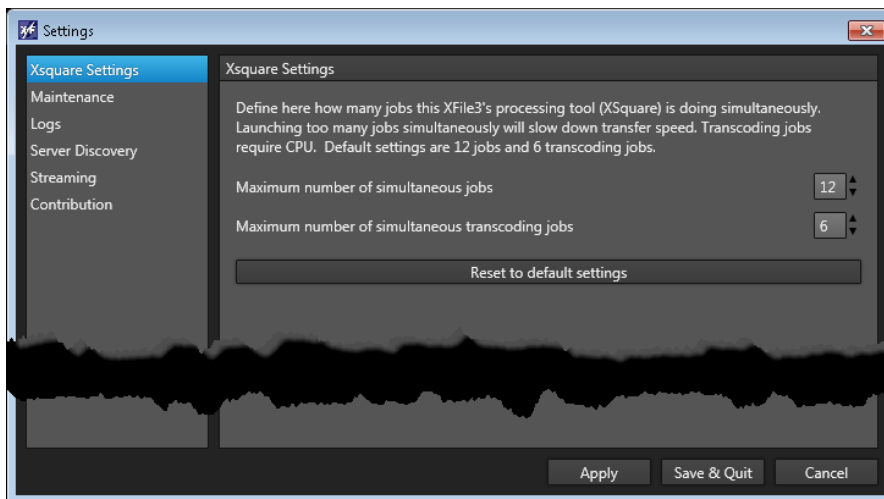 Settings
Xsquare Settings
Maintenance
Logs
Server Discovery
Streaming
Contribution
Xsquare Settings
Define here how many jobs this XFile3's processing tool (XSquare) is doing simultaneously.
Launching too many jobs simultaneously will slow down transfer speed. Transcoding jobs
require CPU.  Default settings are 12 jobs and 6 transcoding jobs.
Maximum number of simultaneous jobs
12
Maximum number of simultaneous transcoding jobs
6
Reset to default settings
Apply
Save & Quit
Cancel